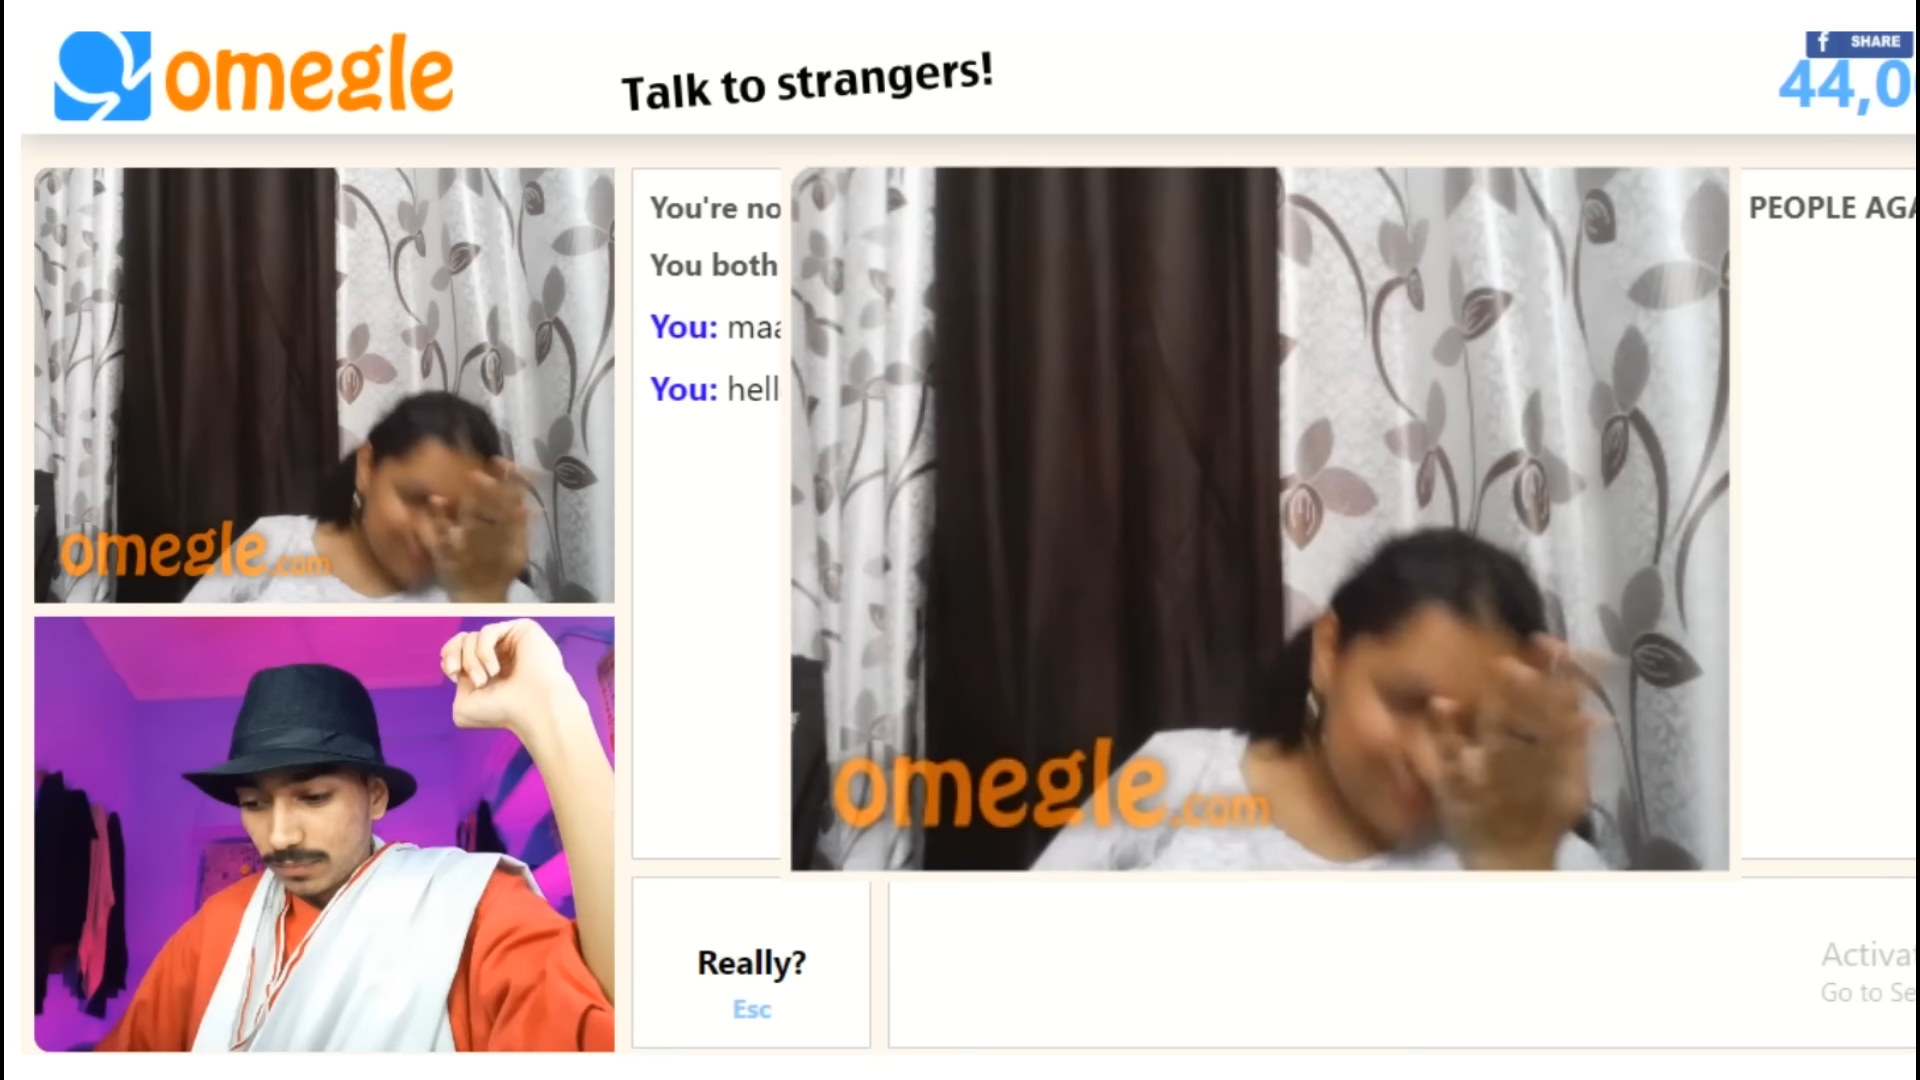 omegle
Talk to strangers!
SHARE
44,0
You're no
You both
You: maa
You: hell
PEOPLE AGA
omegle.com
omegle.com
Really?
Esc
Activa
Go to Se